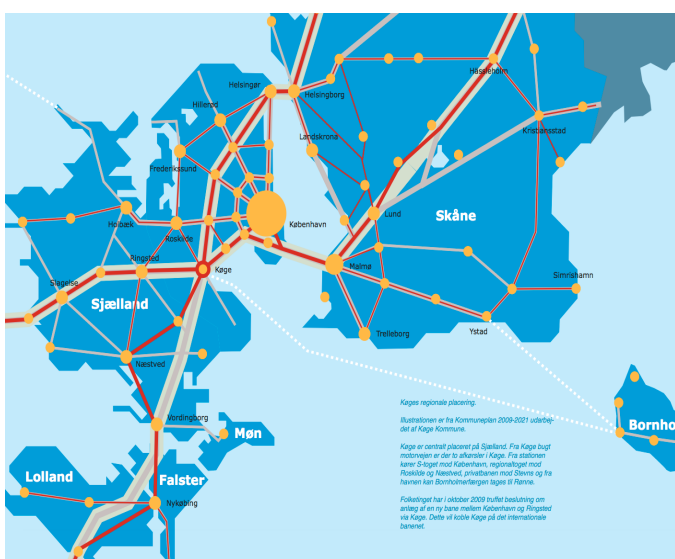 Helsingør
Hässleholm
Hillerød
Helsingborg
Landskrona
Kristiansstad
Frederikssund
Holbæk
Roskilde
København
Lund
Skåne
Ringsted
Køge
Malmø
Slagelse
Simrishamn
Sjælland
Trelleborg
Ystad
Næstved
Køges regionale placering.
Illustrationen er fra Kommuneplan 2009-2021 udarbej-
det af Køge Kommune.
Vordingborg
Møn
Bornho
Køge er centralt placeret på Sjælland. Fra Køge bugt
motorvejen er der to afkørsler i Køge. Fra stationen
kører S-toget mod København, regionaltoget mod
Roskilde og Næstved, privatbanen mod Stevns og fra
havnen kan Bornholmerfærgen tages til Rønne.
Lolland
Falster
Nykøbing
Folketinget har i oktober 2009 truffet beslutning om
anlæg af en ny bane mellem København og Ringsted
via Køge. Dette vil koble Køge på det internationale
banenet.